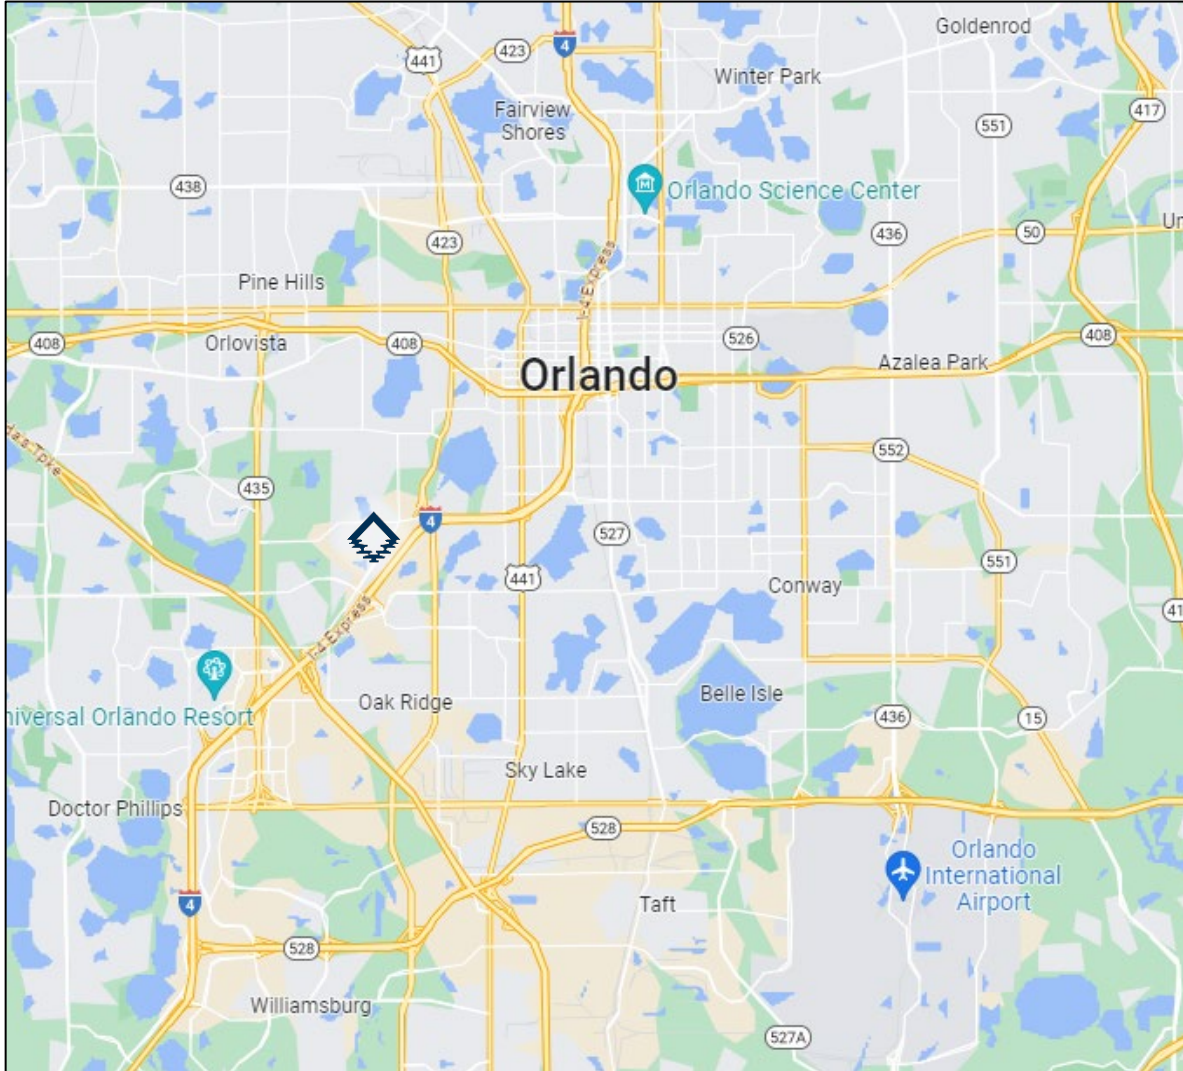 Goldenrod
441
423
4
Winter Park
Fairview
Shores
417
551
438
Orlando Science Center
423
436
50
Un
Pine Hills
I-4 Express
408
Orlovista
408
526
408
Azalea Park
Orlando
das Tpke
552
435
4
527
551
441
Conway
41
I-4 Express
niversal Orlando Resort
Oak Ridge
Belle Isle
436
15
Sky Lake
Doctor Phillips
528
Orlando
International
Airport
4
Taft
528
Williamsburg
527A